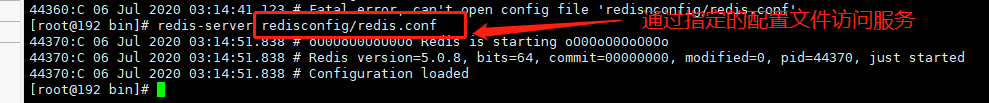 44360:C 06 Jul 2020 03:14:41.123 # Fatal error, can't open config file 'redisnconfig/redis.conf'
[root@192 bin]# redis-server redisconfig/redis.conf
通过指定的配置文件访问服务
44370:C 06 Jul 2020 03:14:51.838 # oO0OoO0OoO0Oo Redis is starting oO0OoO0OoO0Oo
44370:C 06 Jul 2020 03:14:51.838 # Redis version=5.0.8, bits=64, commit=00000000, modified=0, pid=44370, just started
44370:C 06 Jul 2020 03:14:51.838 # Configuration loaded
[root@192 bin]#